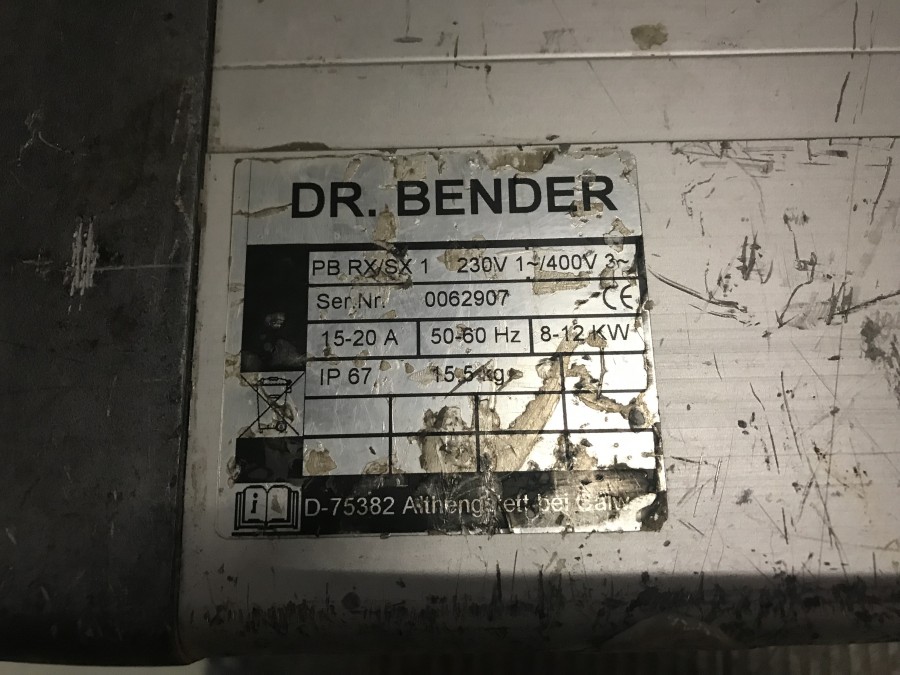 DR. BENDER
PB RX/SX 1 230V 1~/400V 3~
Ser.Nr. 0062907 CE
15-20 A 50-60 Hz 8-12 KW
IP 67 15,5 kg
D-75382 Althengstett bei Calw